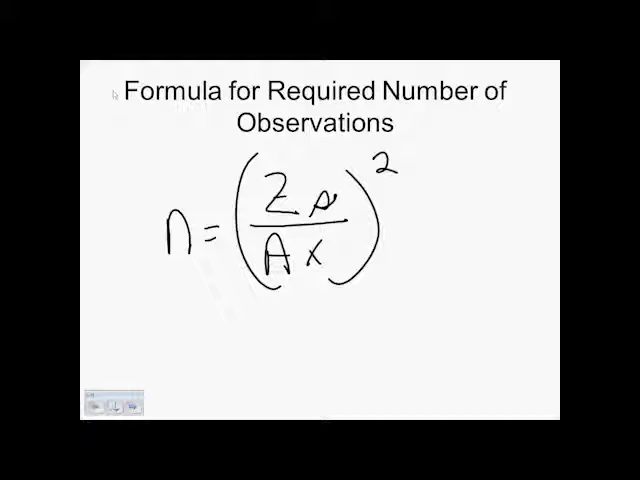 Formula for Required Number of
Observations
n = (Zs / Ax)²